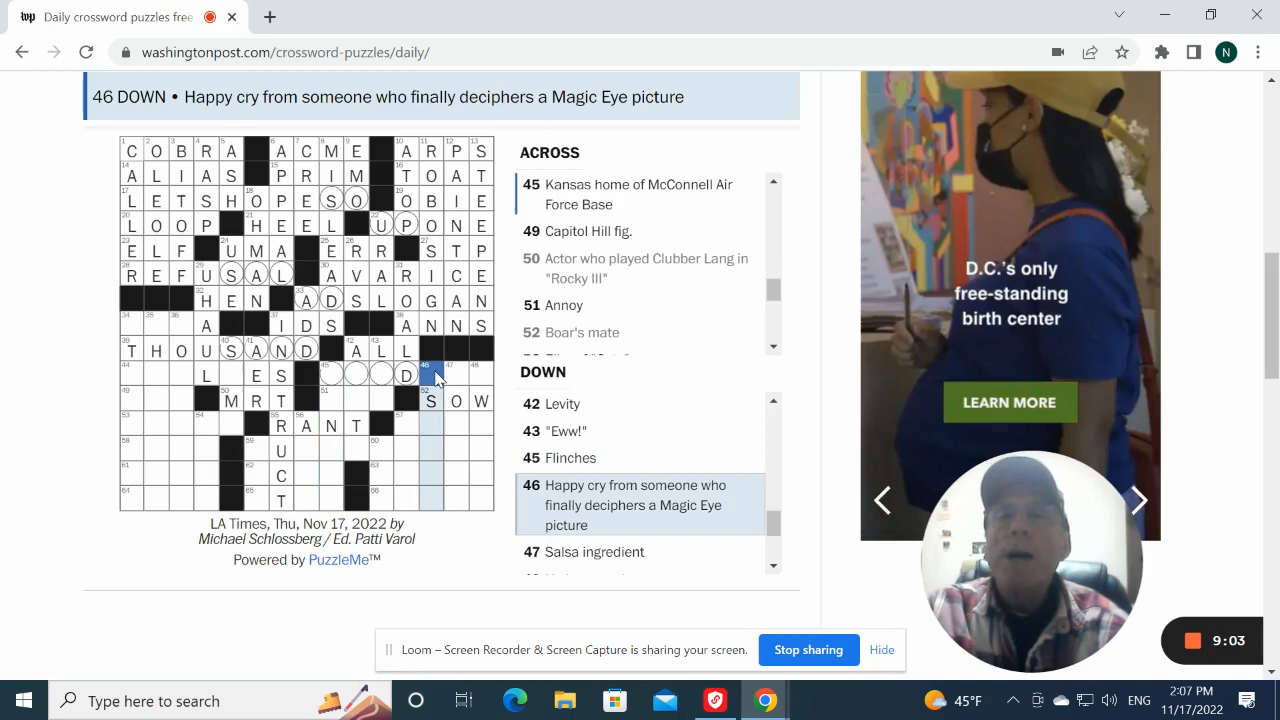 wp Daily crossword puzzles free
washingtonpost.com/crossword-puzzles/daily/
N
46 DOWN • Happy cry from someone who finally deciphers a Magic Eye picture
C O B R A A C M E A R P S
A L I A S P R I M T O A T
L E T S H O P E S O O B I E
L O O P H E E L U P O N E
E L F U M A E R R S T P
R E F U S A L A V A R I C E
H E N A D S L O G A N
A I D S A N N S
T H O U S A N D A L L
L E S D
M R T S O W
R A N T
U
C
T
LA Times, Thu, Nov 17, 2022 by
Michael Schlossberg / Ed. Patti Varol
Powered by PuzzleMe™
ACROSS
45 Kansas home of McConnell Air
Force Base
49 Capitol Hill fig.
50 Actor who played Clubber Lang in
"Rocky III"
51 Annoy
52 Boar's mate
DOWN
42 Levity
43 "Eww!"
45 Flinches
46 Happy cry from someone who
finally deciphers a Magic Eye
picture
47 Salsa ingredient
D.C.'s only
free-standing
birth center
LEARN MORE
9:03
Loom – Screen Recorder & Screen Capture is sharing your screen.
Stop sharing
Hide
Type here to search
45°F
ENG
2:07 PM
11/17/2022